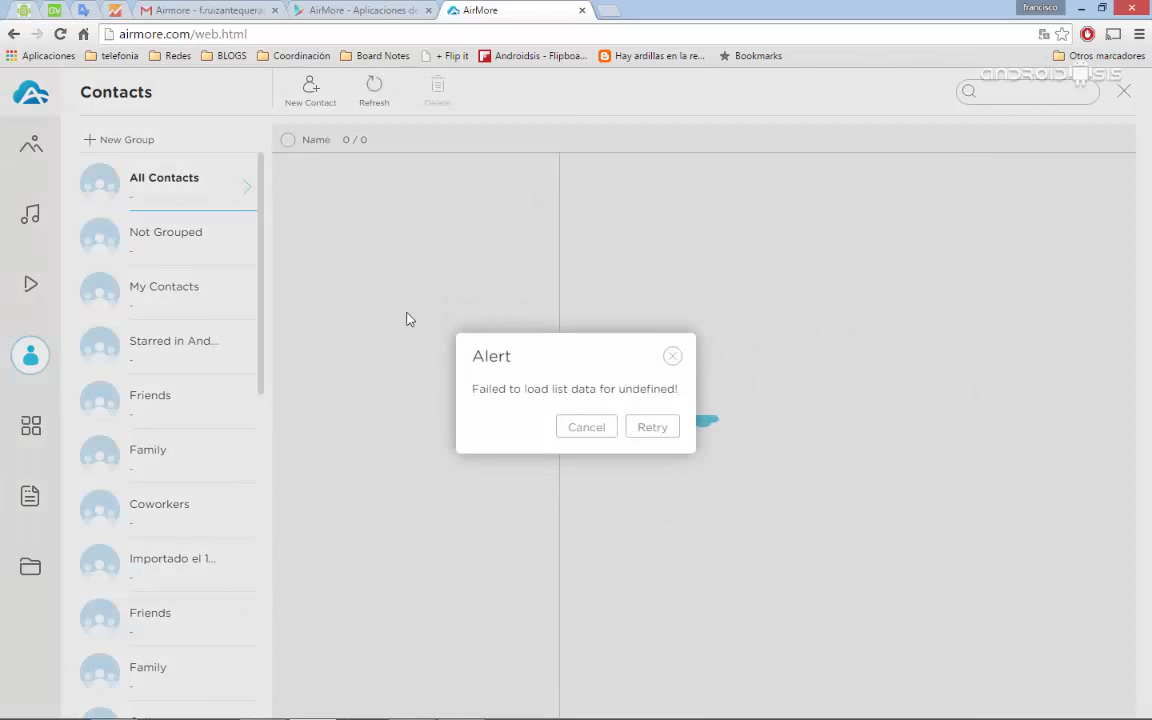 Airmore - f.ruizantequera
AirMore - Aplicaciones de
AirMore
francisco
airmore.com/web.html
Aplicaciones
telefonia
Redes
BLOGS
Coordinación
Board Notes
+ Flip it
Androidsis - Flipboa...
Hay ardillas en la re...
Bookmarks
Otros marcadores
ANDROIDSIS
Contacts
New Contact
Refresh
Delete
New Group
Name 0 / 0
All Contacts
-
Not Grouped
-
My Contacts
-
Starred in And...
-
Friends
-
Family
-
Coworkers
-
Importado el 1...
-
Friends
-
Family
-
Alert
Failed to load list data for undefined!
Cancel
Retry